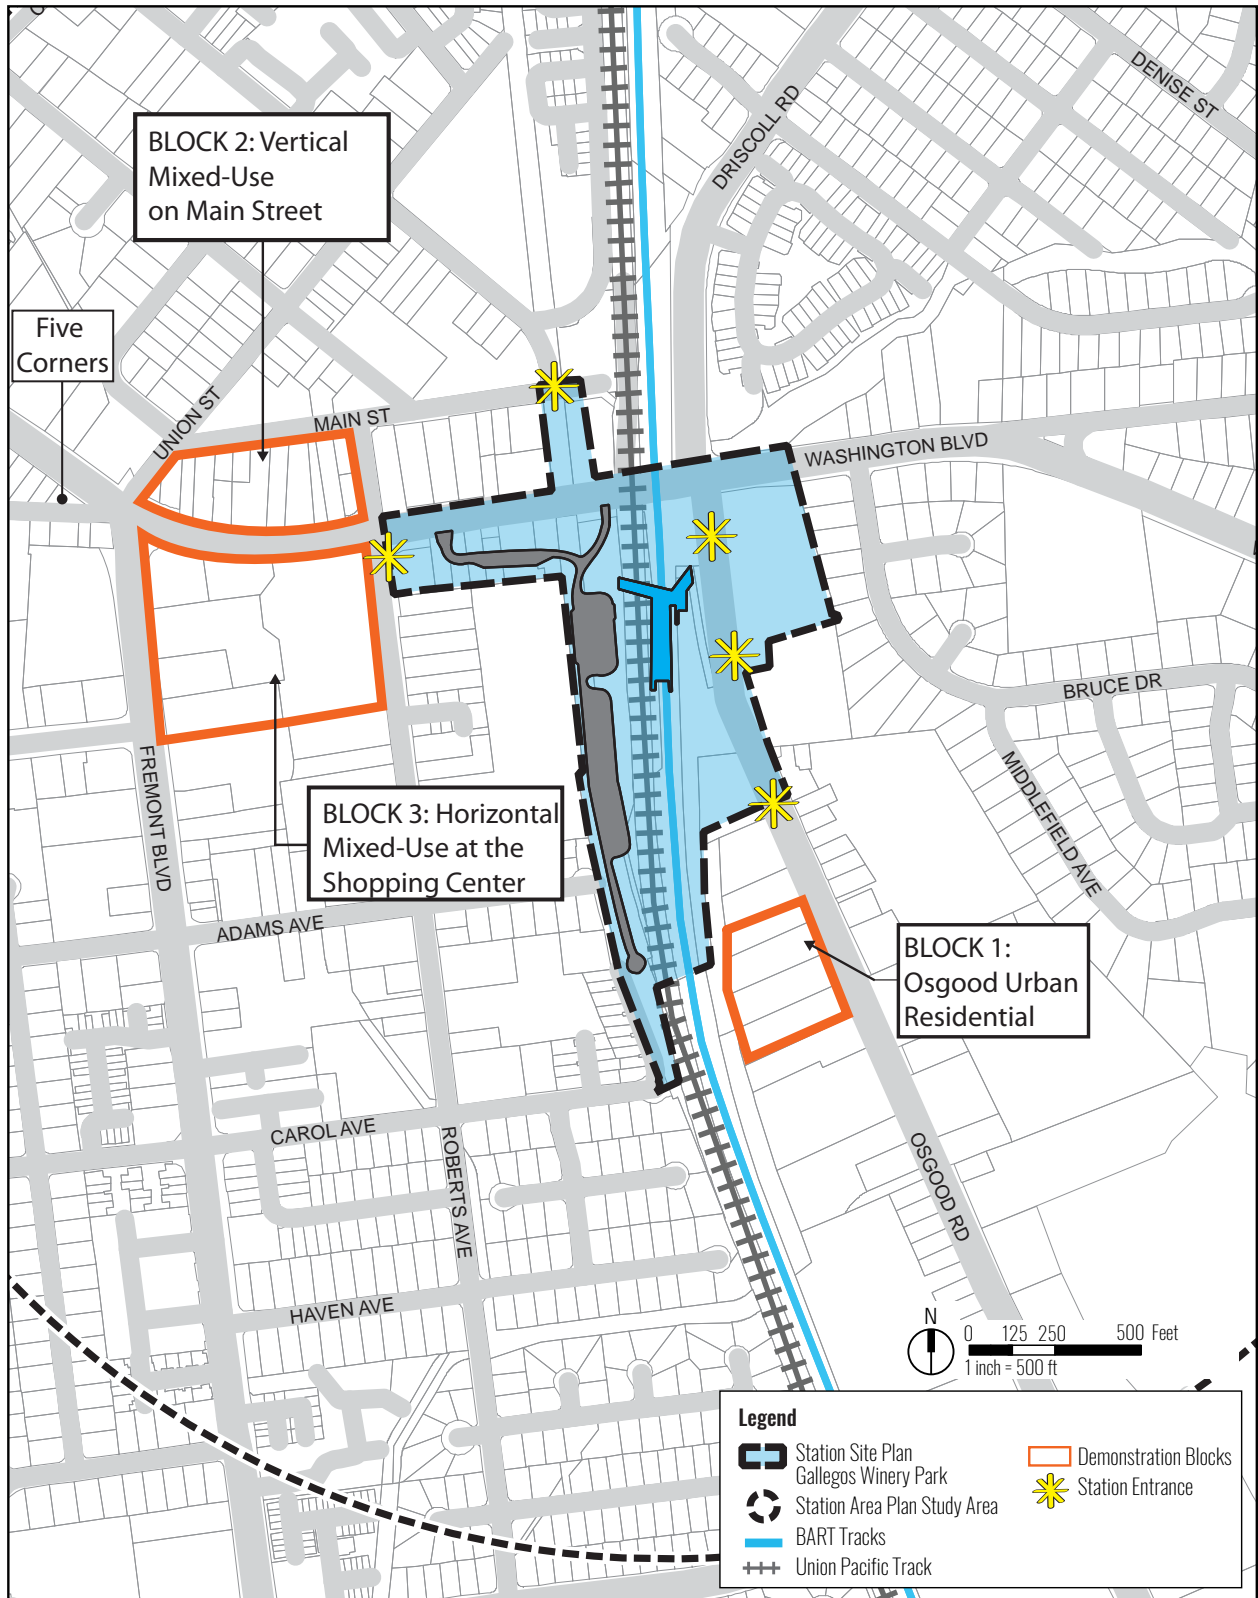 DENISE ST
DRISCOLL RD
BLOCK 2: Vertical
Mixed-Use
on Main Street
Five
Corners
UNION ST
MAIN ST
WASHINGTON BLVD
BRUCE DR
MIDDLEFIELD AVE
FREMONT BLVD
BLOCK 3: Horizontal
Mixed-Use at the
Shopping Center
ADAMS AVE
BLOCK 1:
Osgood Urban
Residential
CAROL AVE
ROBERTS AVE
OSGOOD RD
HAVEN AVE
N
0 125 250 500 Feet
1 inch = 500 ft
Legend
Station Site Plan
Gallegos Winery Park
Station Area Plan Study Area
BART Tracks
Union Pacific Track
Demonstration Blocks
Station Entrance